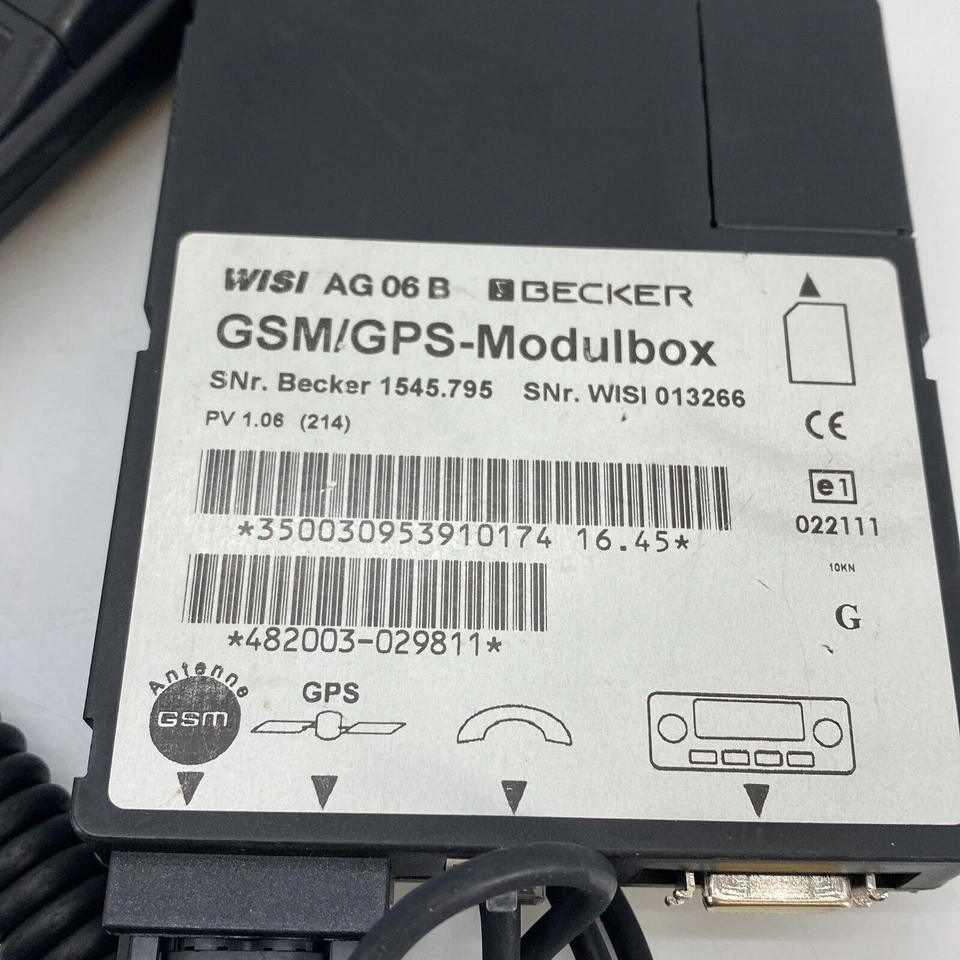 WISI AG 06 B BECKER
GSM/GPS-Modulbox
SNr. Becker 1545.795 SNr. WISI 013266
PV 1.06 (214)
*350030953910174 16.45*
*482003-029811*
CE
e1
022111
10KN
G
Antenne
GSM
GPS